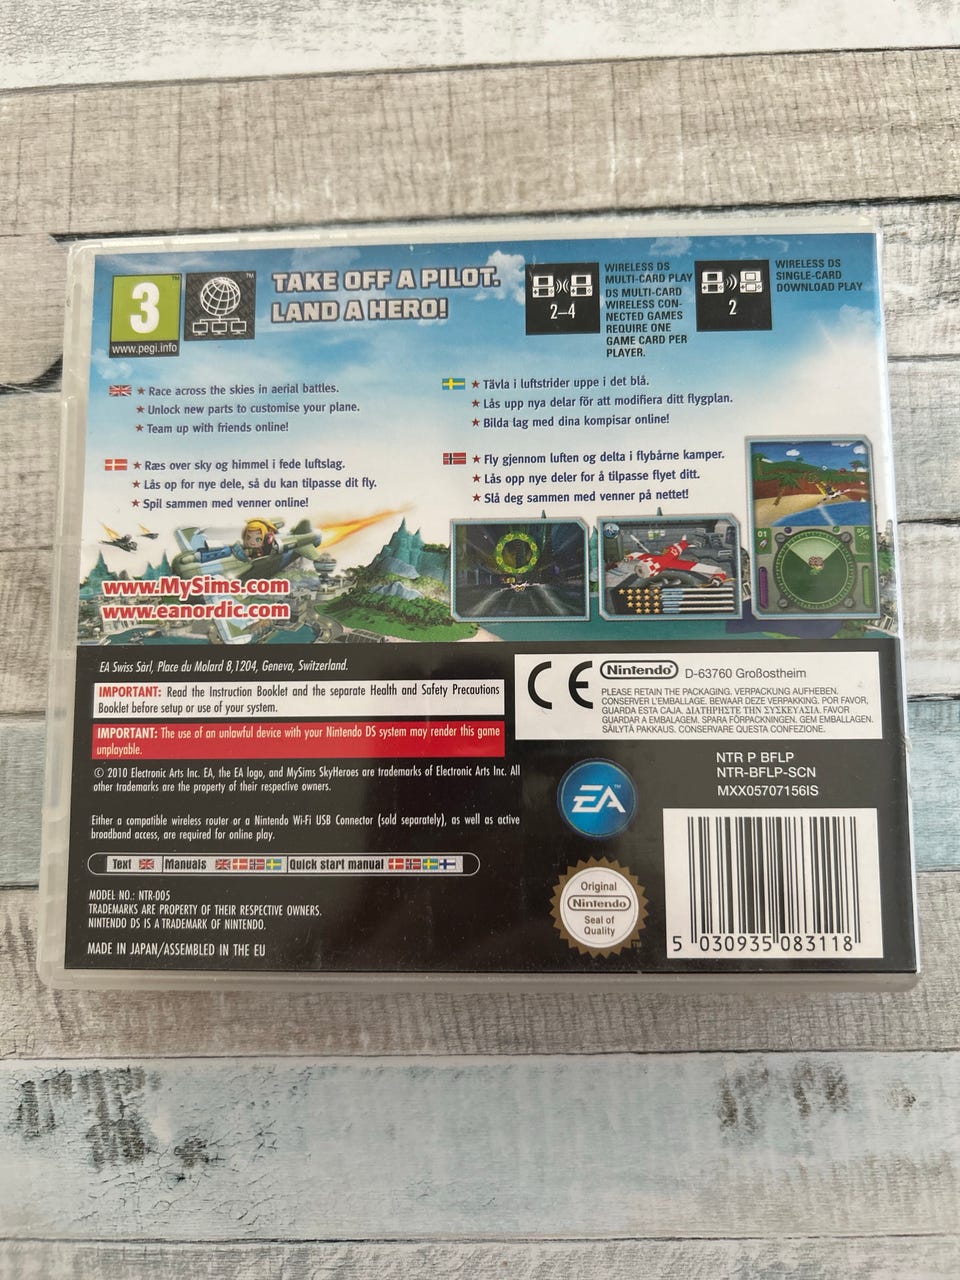 3
www.pegi.info
TAKE OFF A PILOT.
LAND A HERO!
2-4
WIRELESS DS
MULTI-CARD PLAY
DS MULTI-CARD
WIRELESS CON-
NECTED GAMES
REQUIRE ONE
GAME CARD PER
PLAYER.
2
WIRELESS DS
SINGLE-CARD
DOWNLOAD PLAY
★ Race across the skies in aerial battles.
★ Unlock new parts to customise your plane.
★ Team up with friends online!
★ Tävla i luftstrider uppe i det blå.
★ Lås upp nya delar för att modifiera ditt flygplan.
★ Bilda lag med dina kompisar online!
★ Ræs over sky og himmel i fede luftslag.
★ Lås op for nye dele, så du kan tilpasse dit fly.
★ Spil sammen med venner online!
★ Fly gjennom luften og delta i flybårne kamper.
★ Lås opp nye deler for å tilpasse flyet ditt.
★ Slå deg sammen med venner på nettet!
www.MySims.com
www.eanordic.com
EA Swiss Sàrl, Place du Molard 8,1204, Geneva, Switzerland.
IMPORTANT: Read the Instruction Booklet and the separate Health and Safety Precautions
Booklet before setup or use of your system.
IMPORTANT: The use of an unlawful device with your Nintendo DS system may render this game
unplayable.
© 2010 Electronic Arts Inc. EA, the EA logo, and MySims SkyHeroes are trademarks of Electronic Arts Inc. All
other trademarks are the property of their respective owners.
Either a compatible wireless router or a Nintendo Wi-Fi USB Connector (sold separately), as well as active
broadband access, are required for online play.
Text Manuals Quick start manual
MODEL NO.: NTR-005
TRADEMARKS ARE PROPERTY OF THEIR RESPECTIVE OWNERS.
NINTENDO DS IS A TRADEMARK OF NINTENDO.
MADE IN JAPAN/ASSEMBLED IN THE EU
CE
Nintendo D-63760 Großostheim
PLEASE RETAIN THE PACKAGING. VERPACKUNG AUFHEBEN.
CONSERVER L'EMBALLAGE. BEWAAR DEZE VERPAKKING. POR FAVOR,
GUARDA ESTA CAJA. ΔΙΑΤΗΡΗΣΤΕ ΤΗΝ ΣΥΣΚΕΥΑΣΙΑ. FAVOR
GUARDAR A EMBALAGEM. SPARA FÖRPACKNINGEN. GEM EMBALLAGEN.
SÄILYTÄ PAKKAUS. CONSERVARE QUESTA CONFEZIONE.
NTR P BFLP
NTR-BFLP-SCN
MXX05707156IS
EA™
Original
Nintendo
Seal of
Quality
TM
5 030935 083118